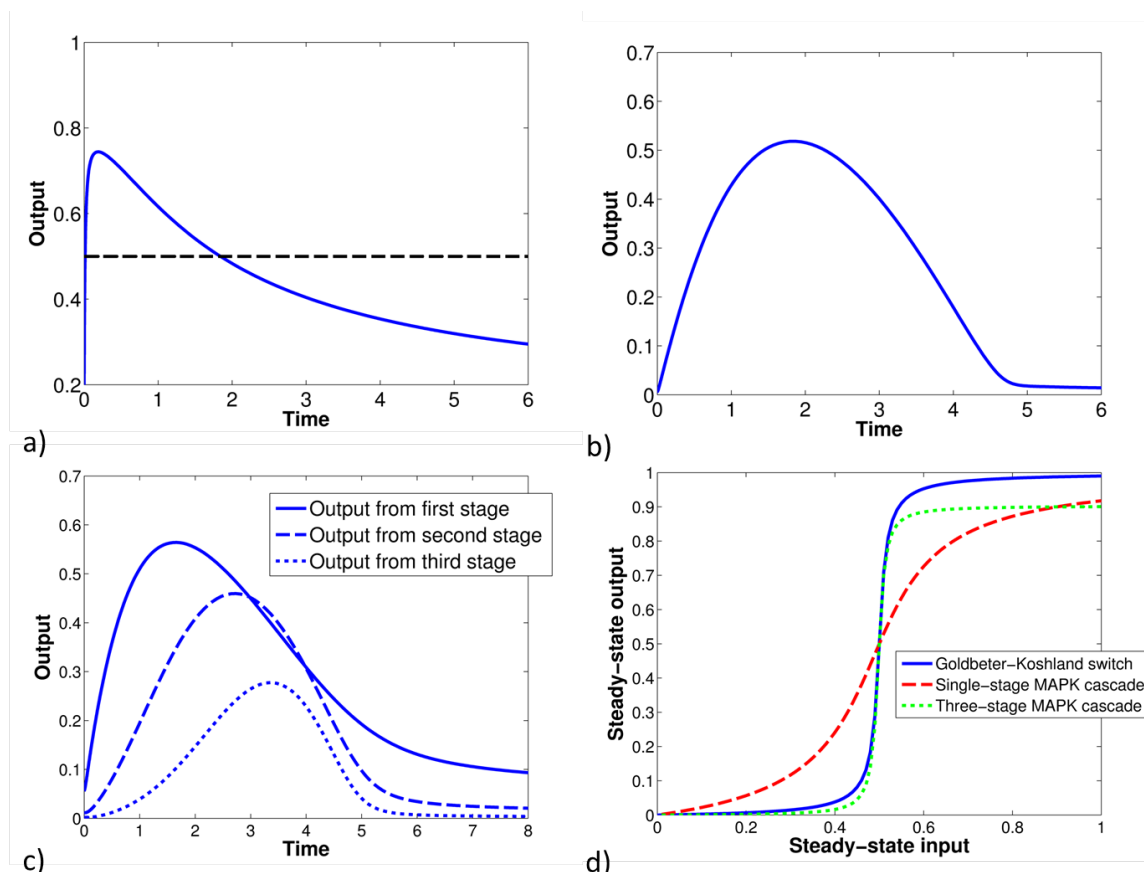 1
0.8
0.6
0.4
0.2
Output
0 1 2 3 4 5 6
Time
a)
0.7
0.6
0.5
0.4
0.3
0.2
0.1
0
Output
0 1 2 3 4 5 6
Time
b)
0.7
0.6
0.5
0.4
0.3
0.2
0.1
0
Output
Output from first stage
Output from second stage
Output from third stage
0 1 2 3 4 5 6 7 8
Time
c)
1
0.9
0.8
0.7
0.6
0.5
0.4
0.3
0.2
0.1
0
Steady-state output
Goldbeter-Koshland switch
Single-stage MAPK cascade
Three-stage MAPK cascade
0 0.2 0.4 0.6 0.8 1
Steady-state input
d)